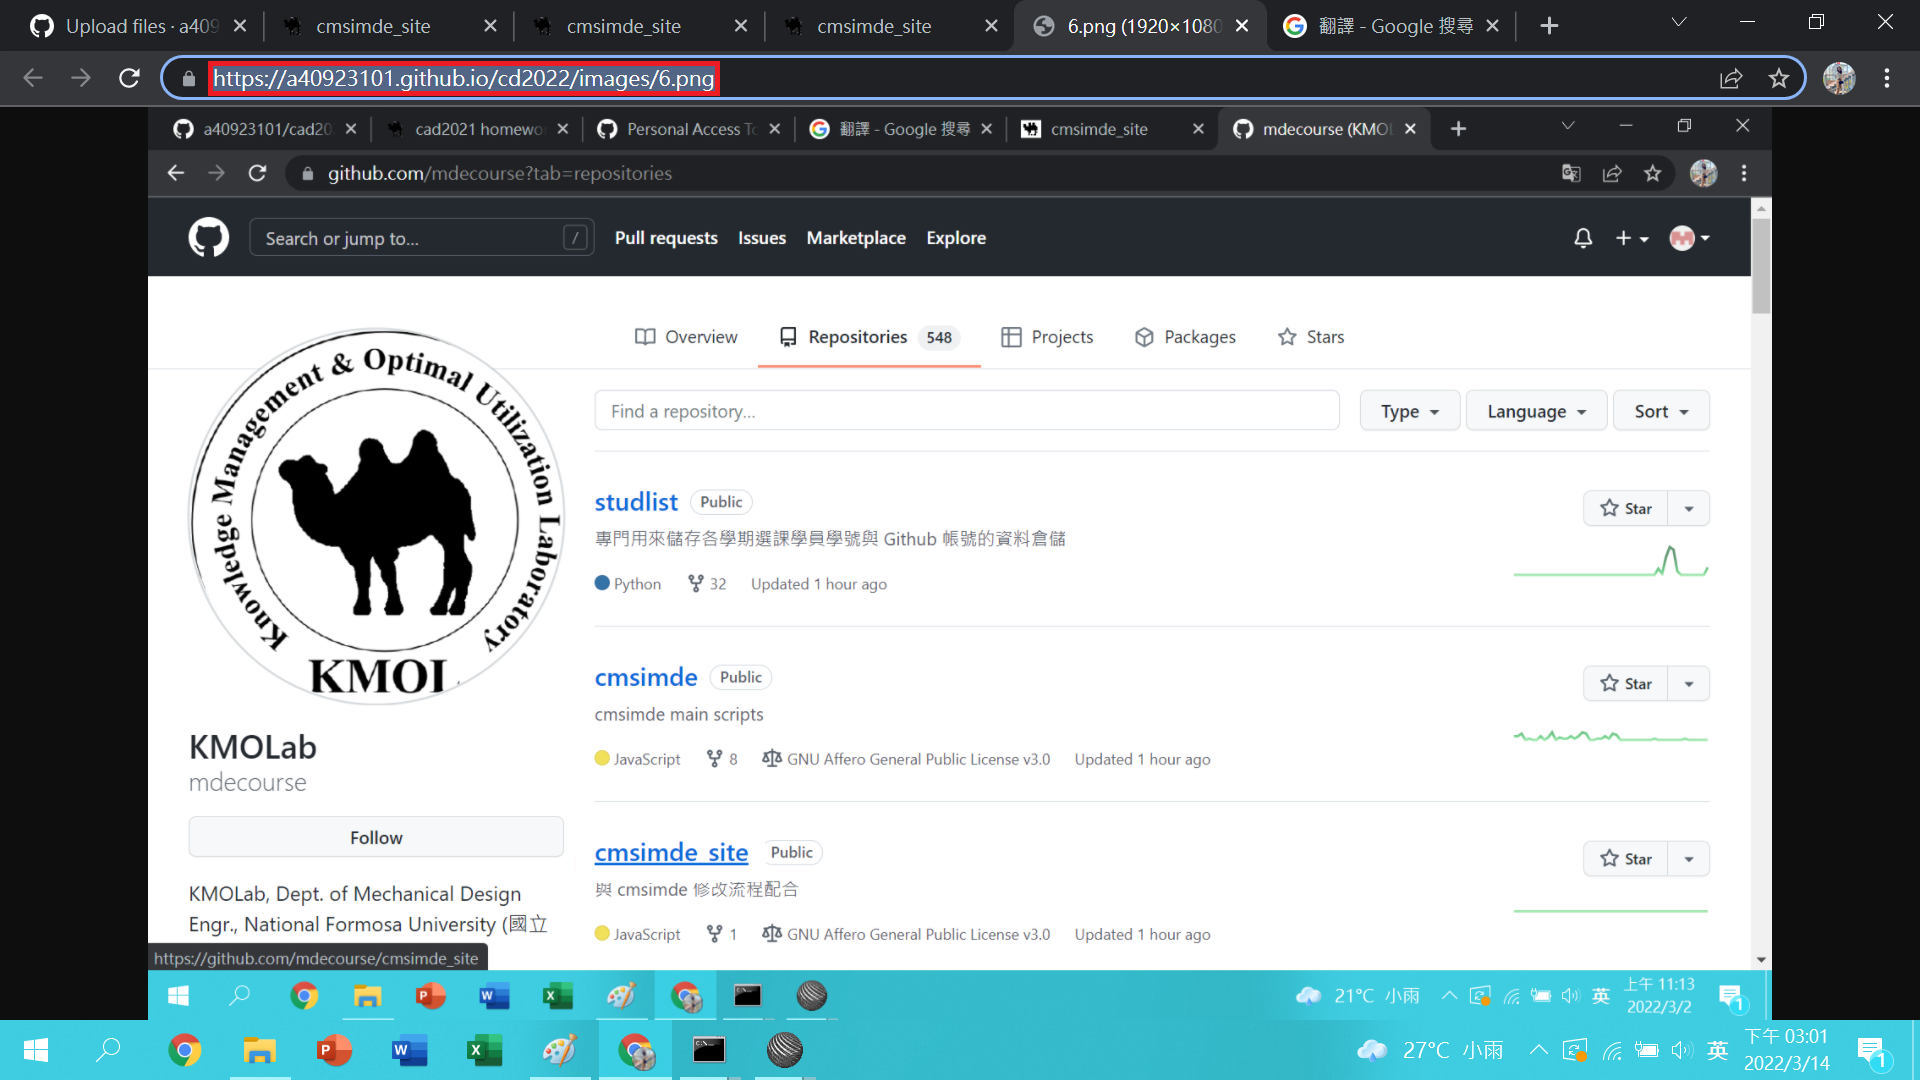 Upload files · a409
cmsimde_site
cmsimde_site
cmsimde_site
6.png (1920×1080
翻譯 - Google 搜尋
https://a40923101.github.io/cd2022/images/6.png
a40923101/cad20
cad2021 homewo
Personal Access To
翻譯 - Google 搜尋
cmsimde_site
mdecourse (KMOL
github.com/mdecourse?tab=repositories
Search or jump to...
/
Pull requests
Issues
Marketplace
Explore
Overview
Repositories 548
Projects
Packages
Stars
Knowledge Management & Optimal Utilization Laboratory
KMOL
KMOLab
mdecourse
Follow
KMOLab, Dept. of Mechanical Design
Engr., National Formosa University (國立
https://github.com/mdecourse/cmsimde_site
Find a repository...
Type
Language
Sort
studlist Public
Star
專門用來儲存各學期選課學員學號與 Github 帳號的資料倉儲
Python 32 Updated 1 hour ago
cmsimde Public
Star
cmsimde main scripts
JavaScript 8 GNU Affero General Public License v3.0 Updated 1 hour ago
cmsimde_site Public
Star
與 cmsimde 修改流程配合
JavaScript 1 GNU Affero General Public License v3.0 Updated 1 hour ago
21°C 小雨
英
上午 11:13
2022/3/2
1
27°C 小雨
英
下午 03:01
2022/3/14
1